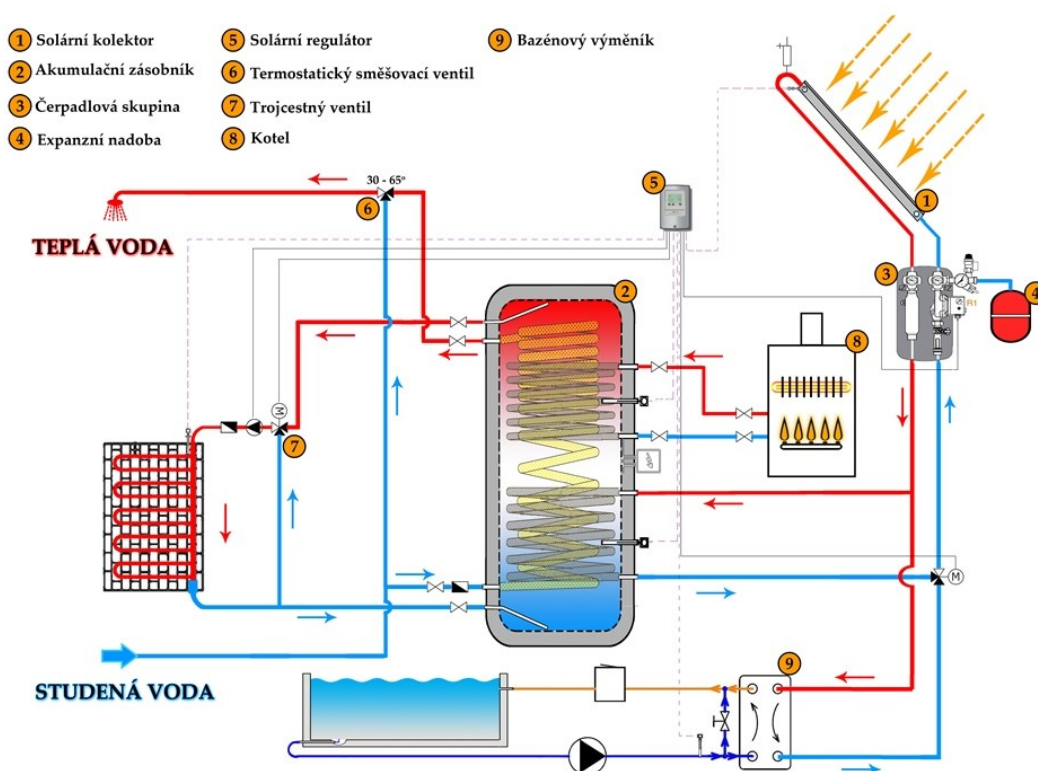 1 Solární kolektor
2 Akumulační zásobník
3 Čerpadlová skupina
4 Expanzní nadoba
5 Solární regulátor
6 Termostatický směšovací ventil
7 Trojcestný ventil
8 Kotel
9 Bazénový výměník
30 - 65°
6
TEPLÁ VODA
5
1
3
4
R1
2
8
M
7
M
9
STUDENÁ VODA